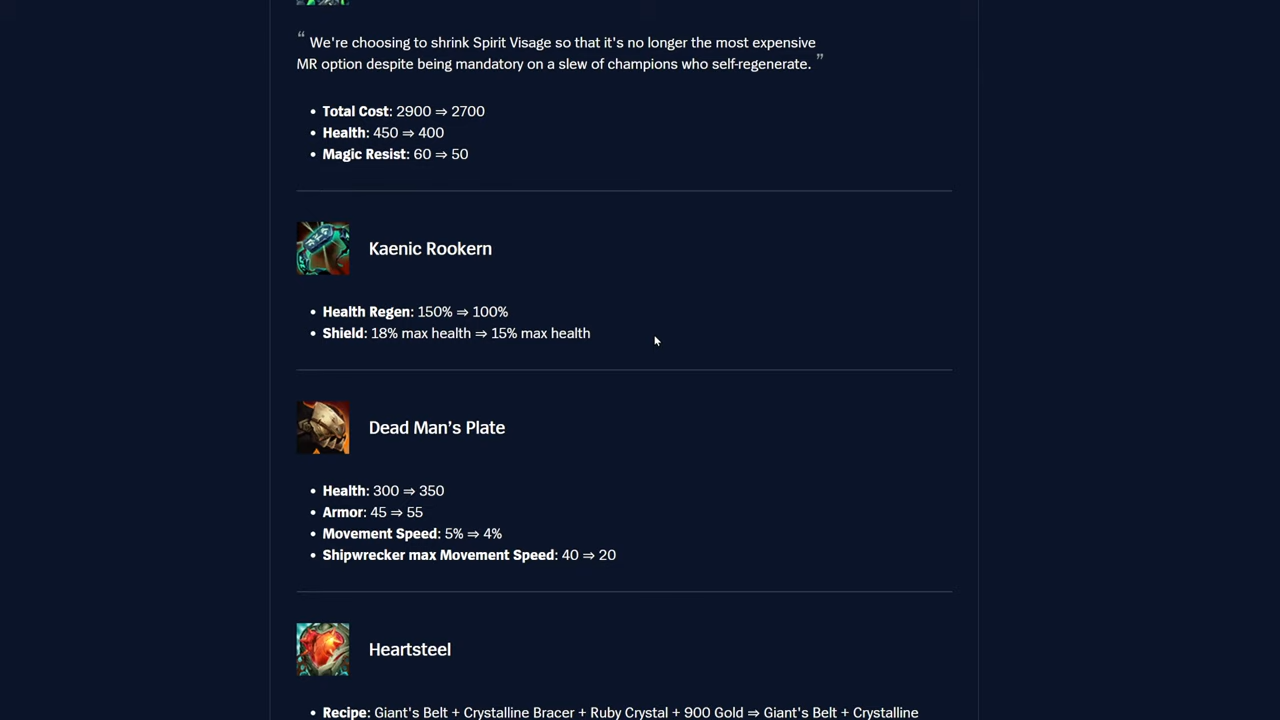 “ We're choosing to shrink Spirit Visage so that it's no longer the most expensive
MR option despite being mandatory on a slew of champions who self-regenerate. ”
• Total Cost: 2900 ⇒ 2700
• Health: 450 ⇒ 400
• Magic Resist: 60 ⇒ 50
Kaenic Rookern
• Health Regen: 150% ⇒ 100%
• Shield: 18% max health ⇒ 15% max health
Dead Man’s Plate
• Health: 300 ⇒ 350
• Armor: 45 ⇒ 55
• Movement Speed: 5% ⇒ 4%
• Shipwrecker max Movement Speed: 40 ⇒ 20
Heartsteel
• Recipe: Giant's Belt + Crystalline Bracer + Ruby Crystal + 900 Gold ⇒ Giant's Belt + Crystalline